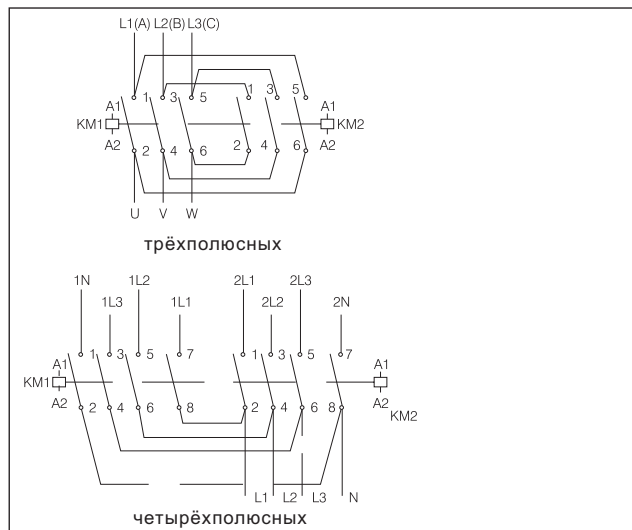 L1(A) L2(B) L3(C)
1 3 5 1 3 5
A1 A1
KM1 KM2
A2 A2
2 4 6 2 4 6
U V W
трёхполюсных
1N 1L2 2L1 2L3
1L3 1L1 2L2 2N
1 3 5 7 1 3 5 7
A1 A1
KM1
A2 A2
KM2
2 4 6 8 2 4 6 8
L1 L2 L3 N
четырёхполюсных